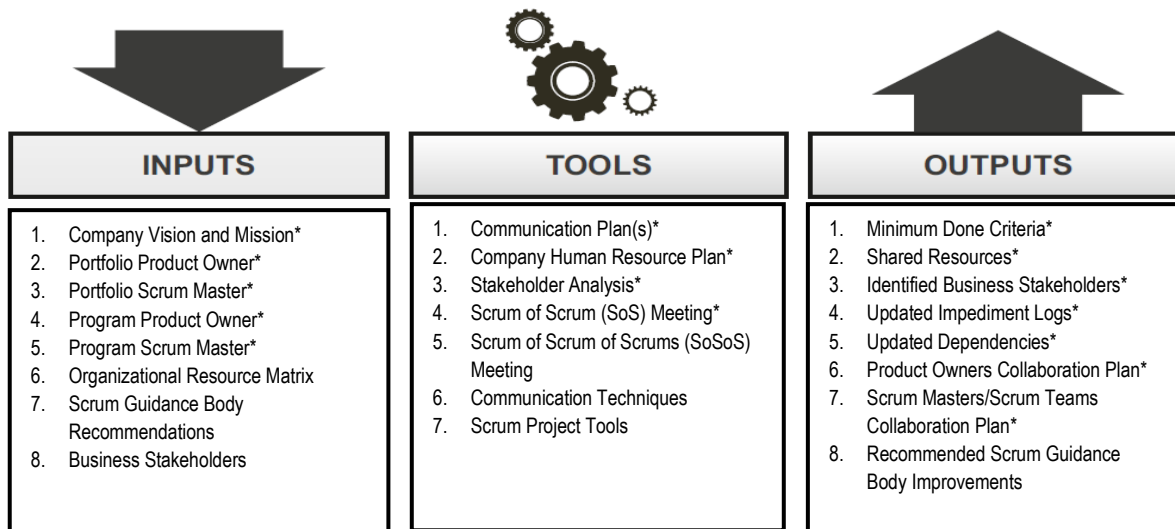 INPUTS
1. Company Vision and Mission*
2. Portfolio Product Owner*
3. Portfolio Scrum Master*
4. Program Product Owner*
5. Program Scrum Master*
6. Organizational Resource Matrix
7. Scrum Guidance Body
Recommendations
8. Business Stakeholders
TOOLS
1. Communication Plan(s)*
2. Company Human Resource Plan*
3. Stakeholder Analysis*
4. Scrum of Scrum (SoS) Meeting*
5. Scrum of Scrum of Scrums (SoSoS)
Meeting
6. Communication Techniques
7. Scrum Project Tools
OUTPUTS
1. Minimum Done Criteria*
2. Shared Resources*
3. Identified Business Stakeholders*
4. Updated Impediment Logs*
5. Updated Dependencies*
6. Product Owners Collaboration Plan*
7. Scrum Masters/Scrum Teams
Collaboration Plan*
8. Recommended Scrum Guidance
Body Improvements